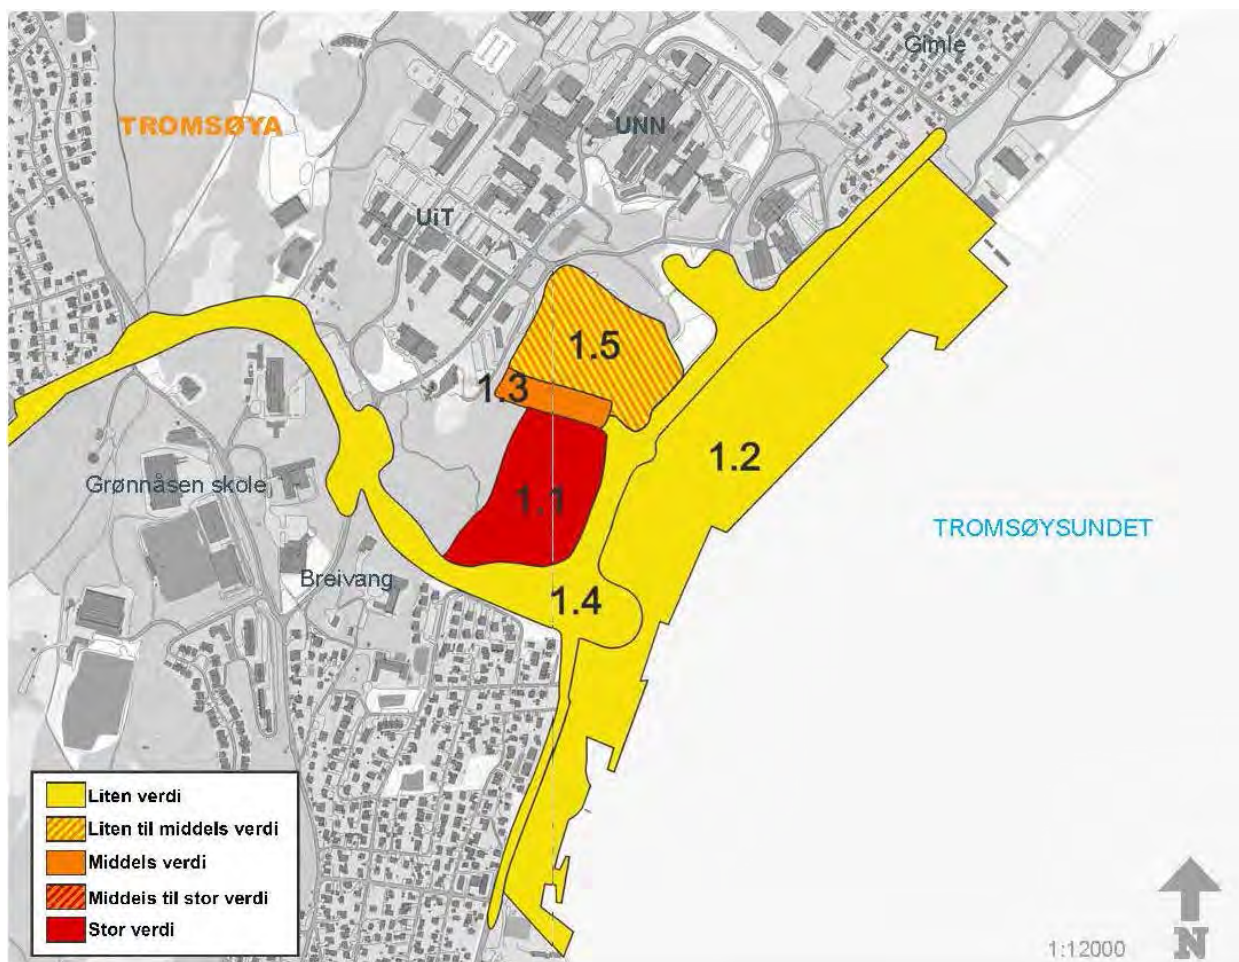 Gimle
TROMSØYA
UNN
UiT
1.5
1.3
1.2
Grønnåsen skole
1.1
TROMSØYSUNDET
Breivang
1.4
Liten verdi
Liten til middels verdi
Middels verdi
Middels til stor verdi
Stor verdi
1:12000
N